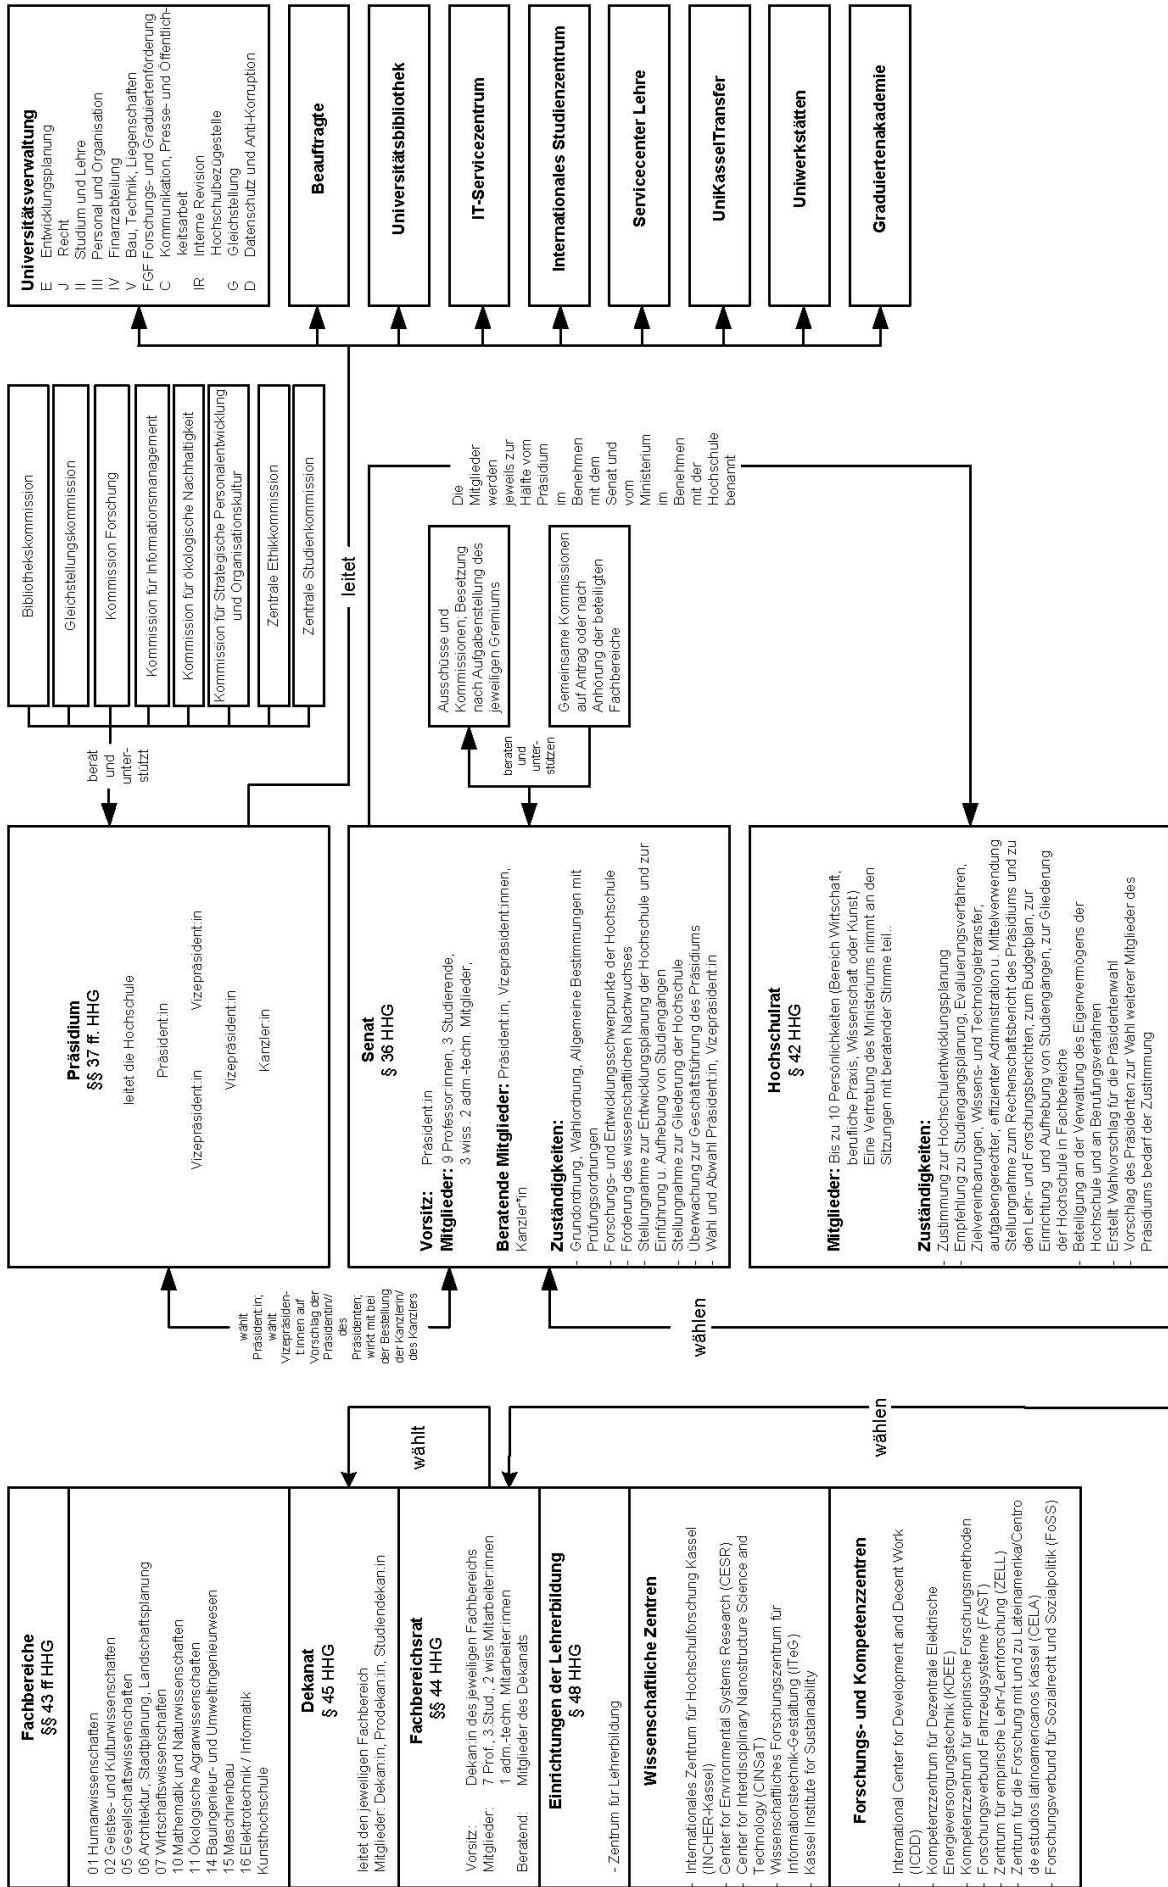 Fachbereiche
§§ 43 ff HHG
01 Humanwissenschaften
02 Geistes- und Kulturwissenschaften
05 Gesellschaftswissenschaften
06 Architektur, Stadtplanung, Landschaftsplanung
07 Wirtschaftswissenschaften
10 Mathematik und Naturwissenschaften
11 Ökologische Agrarwissenschaften
14 Bauingenieur- und Umweltingenieurwesen
15 Maschinenbau
16 Elektrotechnik / Informatik
Kunsthochschule
Dekanat
§ 45 HHG
leitet den jeweiligen Fachbereich
Mitglieder: Dekan:in, Prodekan:in, Studiendekan:in
Fachbereichsrat
§§ 44 HHG
Vorsitz: Dekan:in des jeweiligen Fachbereichs
Mitglieder: 7 Prof., 3 Stud., 2 wiss Mitarbeiter:innen
1 adm.-techn. Mitarbeiter:innen
Beratend: Mitglieder des Dekanats
Einrichtungen der Lehrerbildung
§ 48 HHG
- Zentrum für Lehrerbildung
Wissenschaftliche Zentren
- Internationales Zentrum für Hochschulforschung Kassel
(INCHER-Kassel)
- Center for Environmental Systems Research (CESR)
- Center for Interdisciplinary Nanostructure Science and
Technology (CINSaT)
- Wissenschaftliches Forschungszentrum für
Informationstechnik-Gestaltung (ITeG)
- Kassel Institute for Sustainability
Forschungs- und Kompetenzzentren
- International Center for Development and Decent Work
(ICDD)
- Kompetenzzentrum für Dezentrale Elektrische
Energieversorgungstechnik (KDEE)
- Kompetenzzentrum für empirische Forschungsmethoden
- Forschungsverbund Fahrzeugsysteme (FAST)
- Zentrum für empirische Lehr-/Lernforschung (ZELL)
- Zentrum für die Forschung mit und zu Lateinamerika/Centro
de estudios latinoamericanos Kassel (CELA)
- Forschungsverbund für Sozialrecht und Sozialpolitik (FoSS)
wählt
wählen
wählt
Präsident:in;
wählt
Vizepräsiden-
t:innen auf
Vorschlag der
Präsidentin//
des
Präsidenten;
wirkt mit bei
der Bestellung
der Kanzlerin/
des Kanzlers
wählen
Präsidium
§§ 37 ff. HHG
leitet die Hochschule
Präsident:in
Vizepräsident:in Vizepräsident:in
Vizepräsident:in
Kanzler:in
Senat
§ 36 HHG
Vorsitz: Präsident:in
Mitglieder: 9 Professor:innen, 3 Studierende,
3 wiss. 2 adm.-techn. Mitglieder,
Beratende Mitglieder: Präsident:in, Vizepräsident:innen,
Kanzler*in
Zuständigkeiten:
- Grundordnung, Wahlordnung, Allgemeine Bestimmungen mit
Prüfungsordnungen
- Forschungs- und Entwicklungsschwerpunkte der Hochschule
- Förderung des wissenschaftlichen Nachwuchses
- Stellungnahme zur Entwicklungsplanung der Hochschule und zur
Einführung u. Aufhebung von Studiengängen
- Stellungnahme zur Gliederung der Hochschule
- Überwachung zur Geschäftsführung des Präsidiums
- Wahl und Abwahl Präsident:in, Vizepräsident:in
Hochschulrat
§ 42 HHG
Mitglieder: Bis zu 10 Persönlichkeiten (Bereich Wirtschaft,
berufliche Praxis, Wissenschaft oder Kunst)
Eine Vertretung des Ministeriums nimmt an den
Sitzungen mit beratender Stimme teil..
Zuständigkeiten:
- Zustimmung zur Hochschulentwicklungsplanung
- Empfehlung zu Studiengangsplanung, Evaluierungsverfahren,
Zielvereinbarungen, Wissens- und Technologietransfer,
aufgabengerechter, effizienter Administration u. Mittelverwendung
- Stellungnahme zum Rechenschaftsbericht des Präsidiums und zu
den Lehr- und Forschungsberichten, zum Budgetplan, zur
Einrichtung und Aufhebung von Studiengängen, zur Gliederung
der Hochschule in Fachbereiche
- Beteiligung an der Verwaltung des Eigenvermögens der
Hochschule und an Berufungsverfahren
- Erstellt Wahlvorschlag für die Präsidentenwahl
- Vorschlag des Präsidenten zur Wahl weiterer Mitglieder des
Präsidiums bedarf der Zustimmung
berät
und
unter-
stützt
Bibliothekskommission
Gleichstellungskommission
Kommission Forschung
Kommission für Informationsmanagement
Kommission für ökologische Nachhaltigkeit
Kommission für Strategische Personalentwicklung
und Organisationskultur
Zentrale Ethikkommission
Zentrale Studienkommission
leitet
beraten
und
unter-
stützen
Ausschüsse und
Kommissionen; Besetzung
nach Aufgabenstellung des
jeweiligen Gremiums
Gemeinsame Kommissionen
auf Antrag oder nach
Anhörung der beteiligten
Fachbereiche
Die
Mitglieder
werden
jeweils zur
Hälfte vom
Präsidium
im
Benehmen
mit dem
Senat und
vom
Ministerium
im
Benehmen
mit der
Hochschule
benannt
Universitätsverwaltung
E Entwicklungsplanung
J Recht
II Studium und Lehre
III Personal und Organisation
IV Finanzabteilung
V Bau, Technik, Liegenschaften
FGF Forschungs- und Graduiertenförderung
C Kommunikation, Presse- und Öffentlich-
keitsarbeit
IR Interne Revision
Hochschulbezügestelle
G Gleichstellung
D Datenschutz und Anti-Korruption
Beauftragte
Universitätsbibliothek
IT-Servicezentrum
Internationales Studienzentrum
Servicecenter Lehre
UniKasselTransfer
Uniwerkstätten
Graduiertenakademie